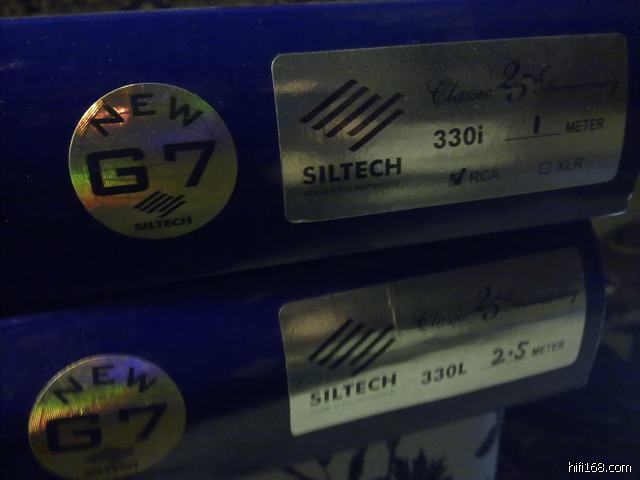 NEW
G7
SILTECH
Classic 25th Anniversary
330i 1 METER
SILTECH
RCA XLR
NEW
G7
Classic 25th Anniversary
SILTECH 330L 2.5 METER
hifi168.com